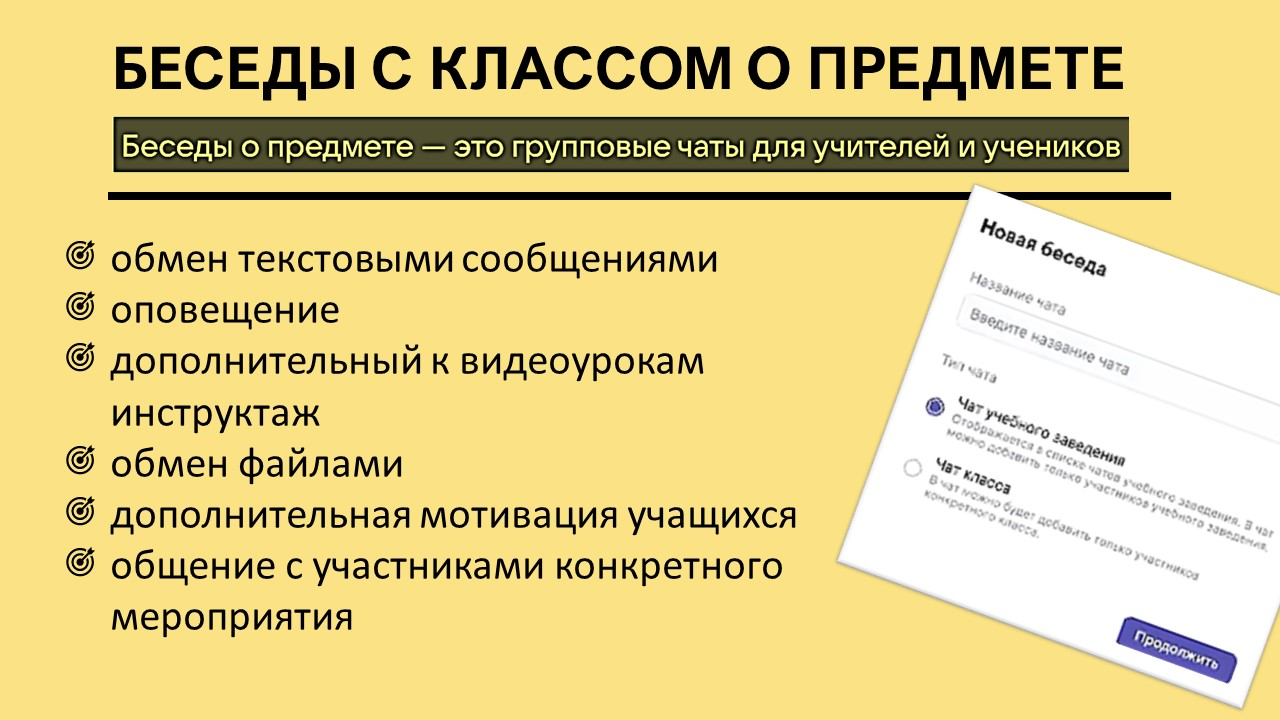 БЕСЕДЫ С КЛАССОМ О ПРЕДМЕТЕ
Беседы о предмете — это групповые чаты для учителей и учеников
обмен текстовыми сообщениями
оповещение
дополнительный к видеоурокам
инструктаж
обмен файлами
дополнительная мотивация учащихся
общение с участниками конкретного
мероприятия
Новая беседа
Название чата
Введите название чата
Тип чата
Чат учебного заведения
Отображается в списке чатов учебного заведения. В чат
можно добавить только участников учебного заведения.
Чат класса
В чат можно будет добавить только участников
конкретного класса.
Продолжить